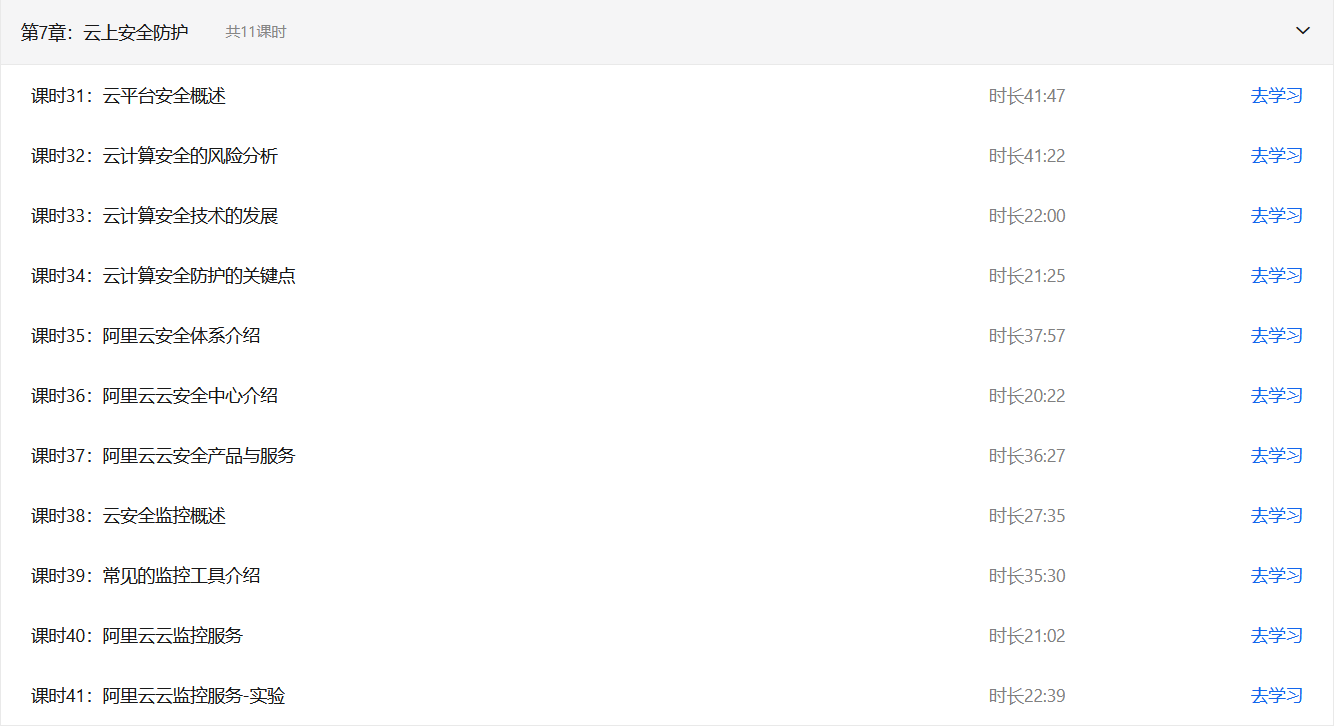 第7章：云上安全防护 共11课时
课时31：云平台安全概述 时长41:47 去学习
课时32：云计算安全的风险分析 时长41:22 去学习
课时33：云计算安全技术的发展 时长22:00 去学习
课时34：云计算安全防护的关键点 时长21:25 去学习
课时35：阿里云安全体系介绍 时长37:57 去学习
课时36：阿里云云安全中心介绍 时长20:22 去学习
课时37：阿里云云安全产品与服务 时长36:27 去学习
课时38：云安全监控概述 时长27:35 去学习
课时39：常见的监控工具介绍 时长35:30 去学习
课时40：阿里云云监控服务 时长21:02 去学习
课时41：阿里云云监控服务-实验 时长22:39 去学习